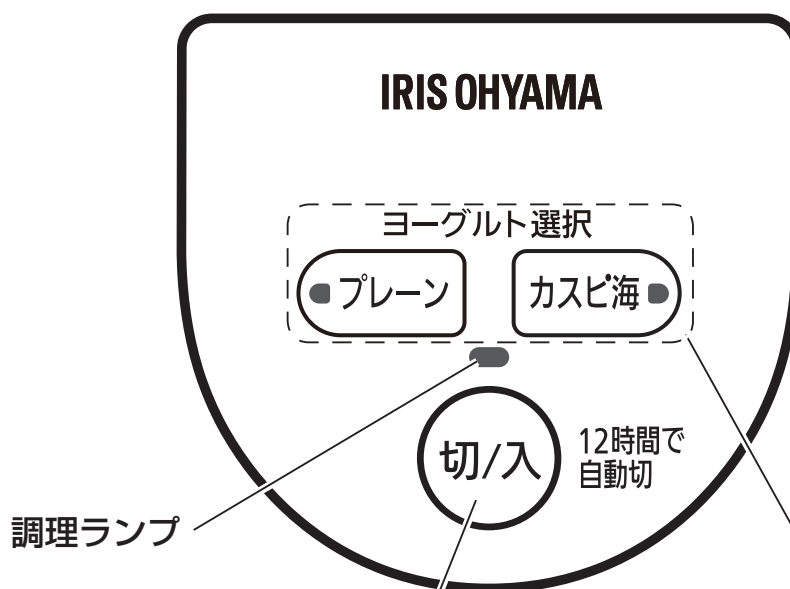 IRIS OHYAMA
ヨーグルト選択
プレーン
カスピ海
切/入
12時間で
自動切
調理ランプ